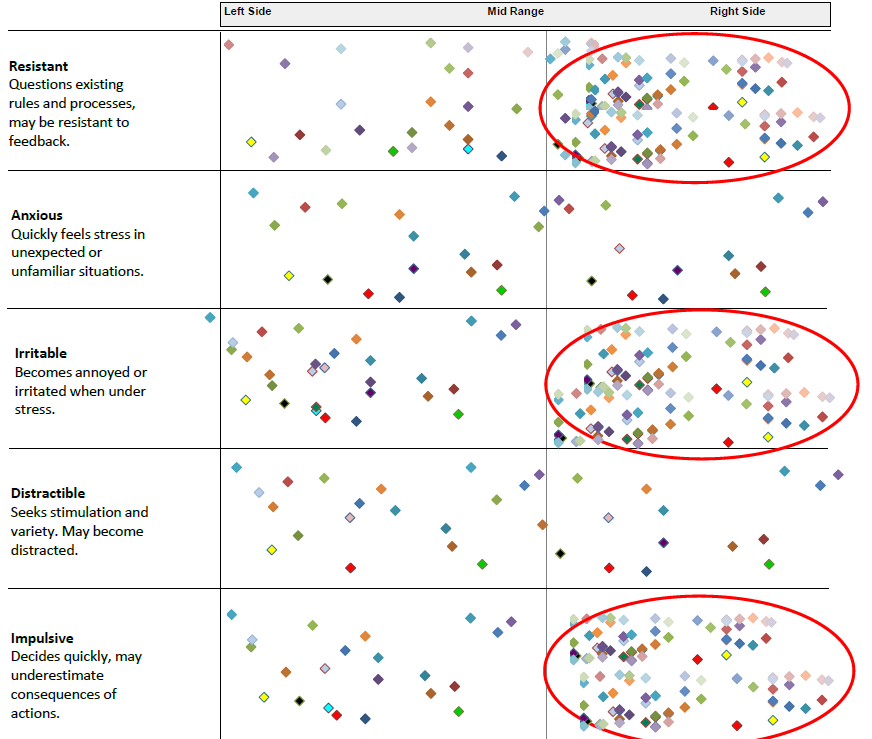 Left Side Mid Range Right Side
Resistant
Questions existing
rules and processes,
may be resistant to
feedback.
Anxious
Quickly feels stress in
unexpected or
unfamiliar situations.
Irritable
Becomes annoyed or
irritated when under
stress.
Distractible
Seeks stimulation and
variety. May become
distracted.
Impulsive
Decides quickly, may
underestimate
consequences of
actions.